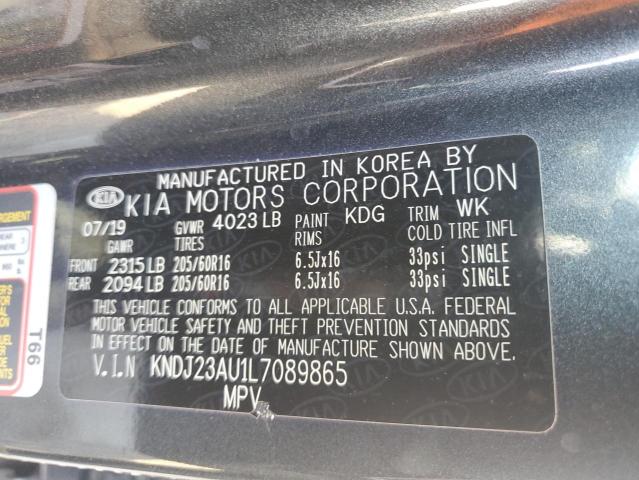 MANUFACTURED IN KOREA BY
KIA KIA MOTORS CORPORATION
07/19 GVWR 4023 LB PAINT KDG TRIM WK
GAWR TIRES RIMS COLD TIRE INFL
FRONT 2315 LB 205/60R16 6.5Jx16 33psi SINGLE
REAR 2094 LB 205/60R16 6.5Jx16 33psi SINGLE
THIS VEHICLE CONFORMS TO ALL APPLICABLE U.S.A. FEDERAL
MOTOR VEHICLE SAFETY AND THEFT PREVENTION STANDARDS
IN EFFECT ON THE DATE OF MANUFACTURE SHOWN ABOVE.
V.I.N KNDJ23AU1L7089865
MPV
T66